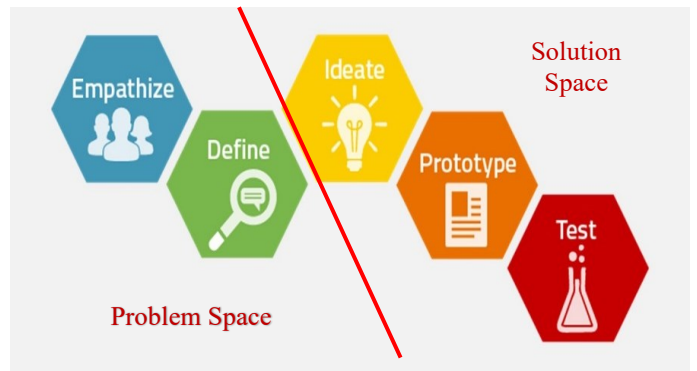 Empathize
Define
Ideate
Prototype
Test
Solution
Space
Problem Space